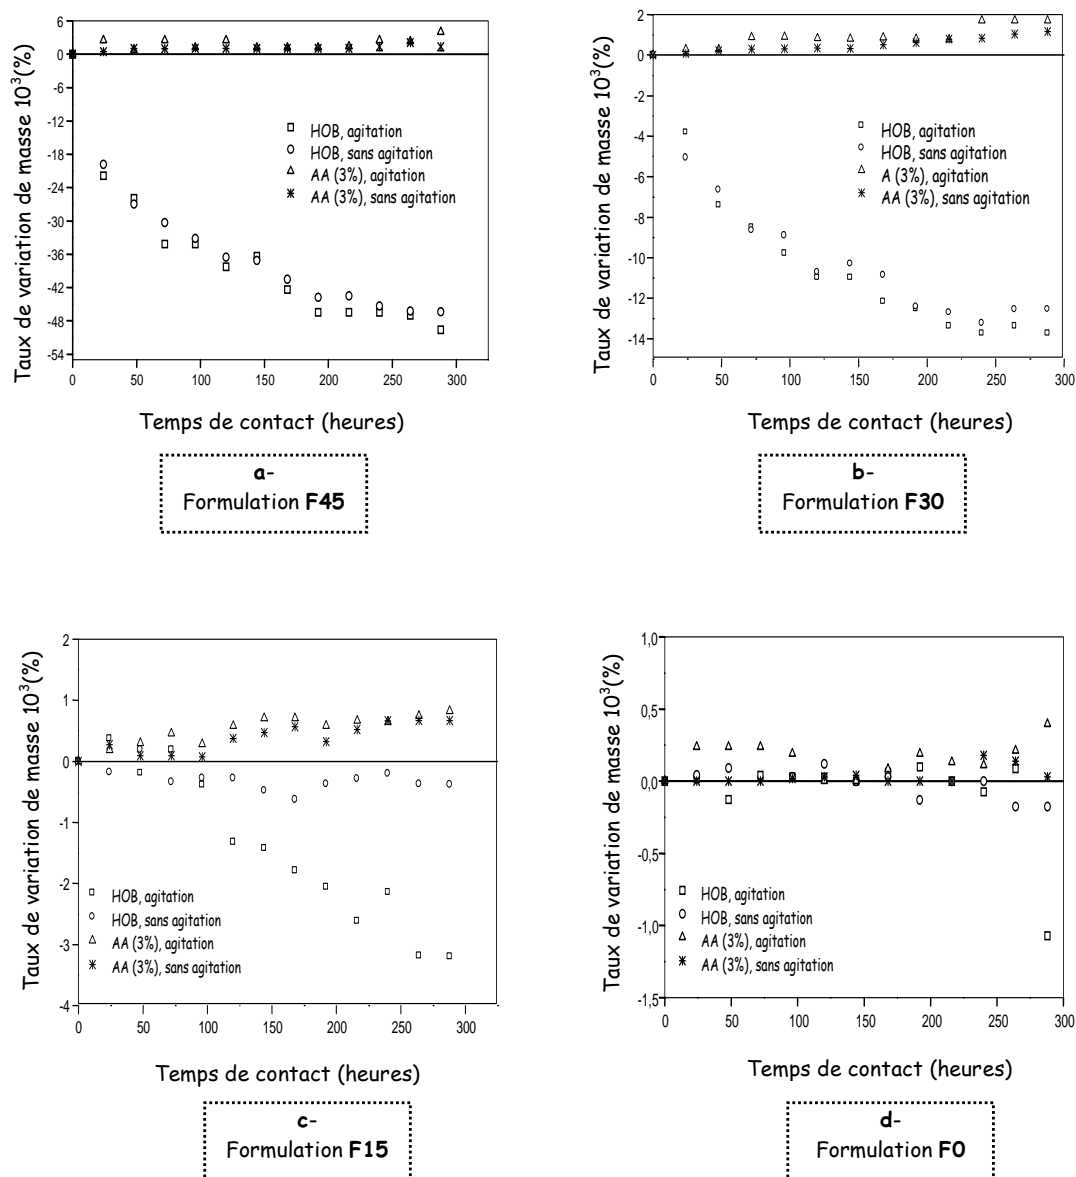 Taux de variation de masse 10³(%)
6
0
-6
-12
-18
-24
-30
-36
-42
-48
-54
HOB, agitation
HOB, sans agitation
AA (3%), agitation
AA (3%), sans agitation
0 50 100 150 200 250 300
Temps de contact (heures)
a-
Formulation F45
Taux de variation de masse 10³(%)
2
0
-2
-4
-6
-8
-10
-12
-14
HOB, agitation
HOB, sans agitation
A (3%), agitation
AA (3%), sans agitation
0 50 100 150 200 250 300
Temps de contact (heures)
b-
Formulation F30
Taux de variation de masse 10³(%)
2
1
0
-1
-2
-3
-4
HOB, agitation
HOB, sans agitation
AA (3%), agitation
AA (3%), sans agitation
0 50 100 150 200 250 300
Temps de contact (heures)
c-
Formulation F15
Taux de variation de masse 10³(%)
1,0
0,5
0,0
-0,5
-1,0
-1,5
HOB, agitation
HOB, sans agitation
AA (3%), agitation
AA (3%), sans agitation
0 50 100 150 200 250 300
Temps de contact (heures)
d-
Formulation F0